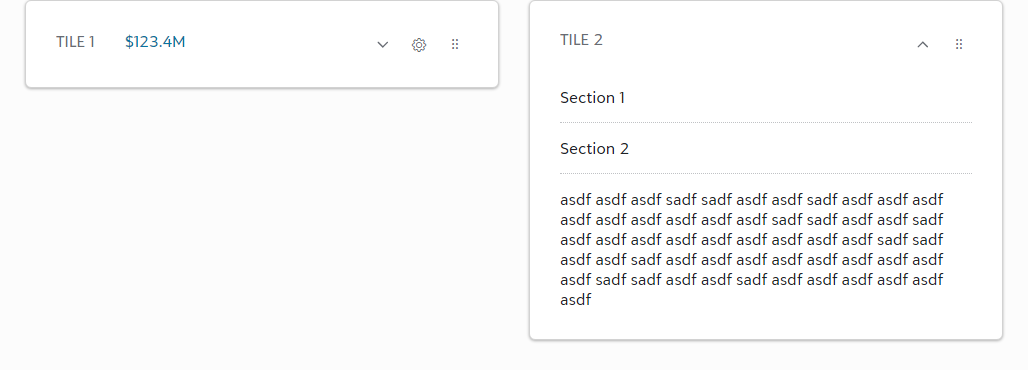 TILE 1 $123.4M
TILE 2
Section 1
Section 2
asdf asdf asdf sadf sadf asdf asdf sadf asdf asdf asdf
asdf asdf asdf asdf asdf asdf sadf sadf asdf asdf sadf
asdf asdf asdf asdf asdf asdf asdf asdf asdf sadf sadf
asdf asdf sadf asdf asdf asdf asdf asdf asdf asdf asdf
asdf sadf sadf asdf asdf sadf asdf asdf asdf asdf asdf
asdf